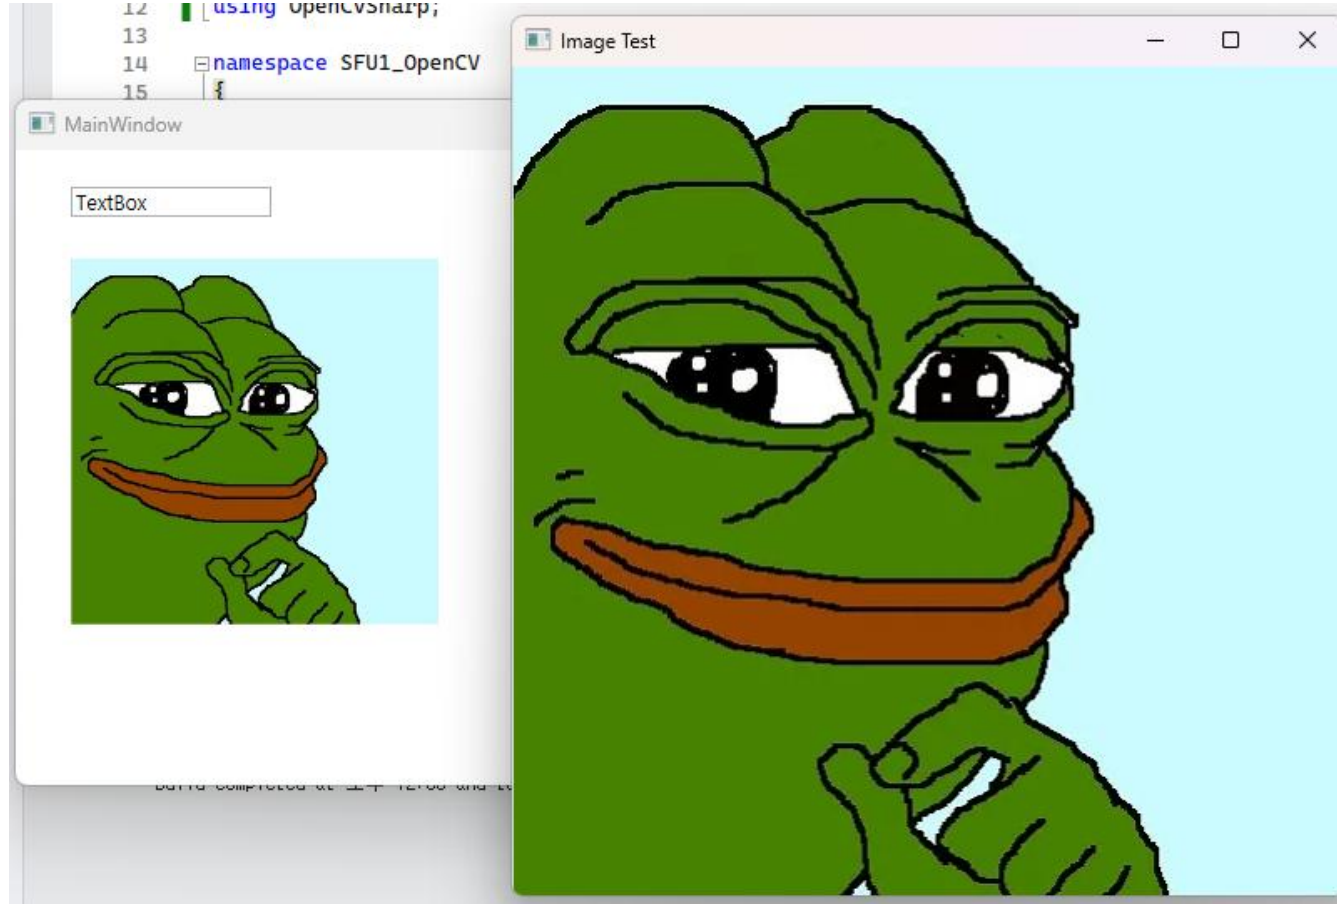 12 using OpenCvSharp;
13
14 namespace SFU1_OpenCV
15 {
MainWindow
TextBox
Image Test